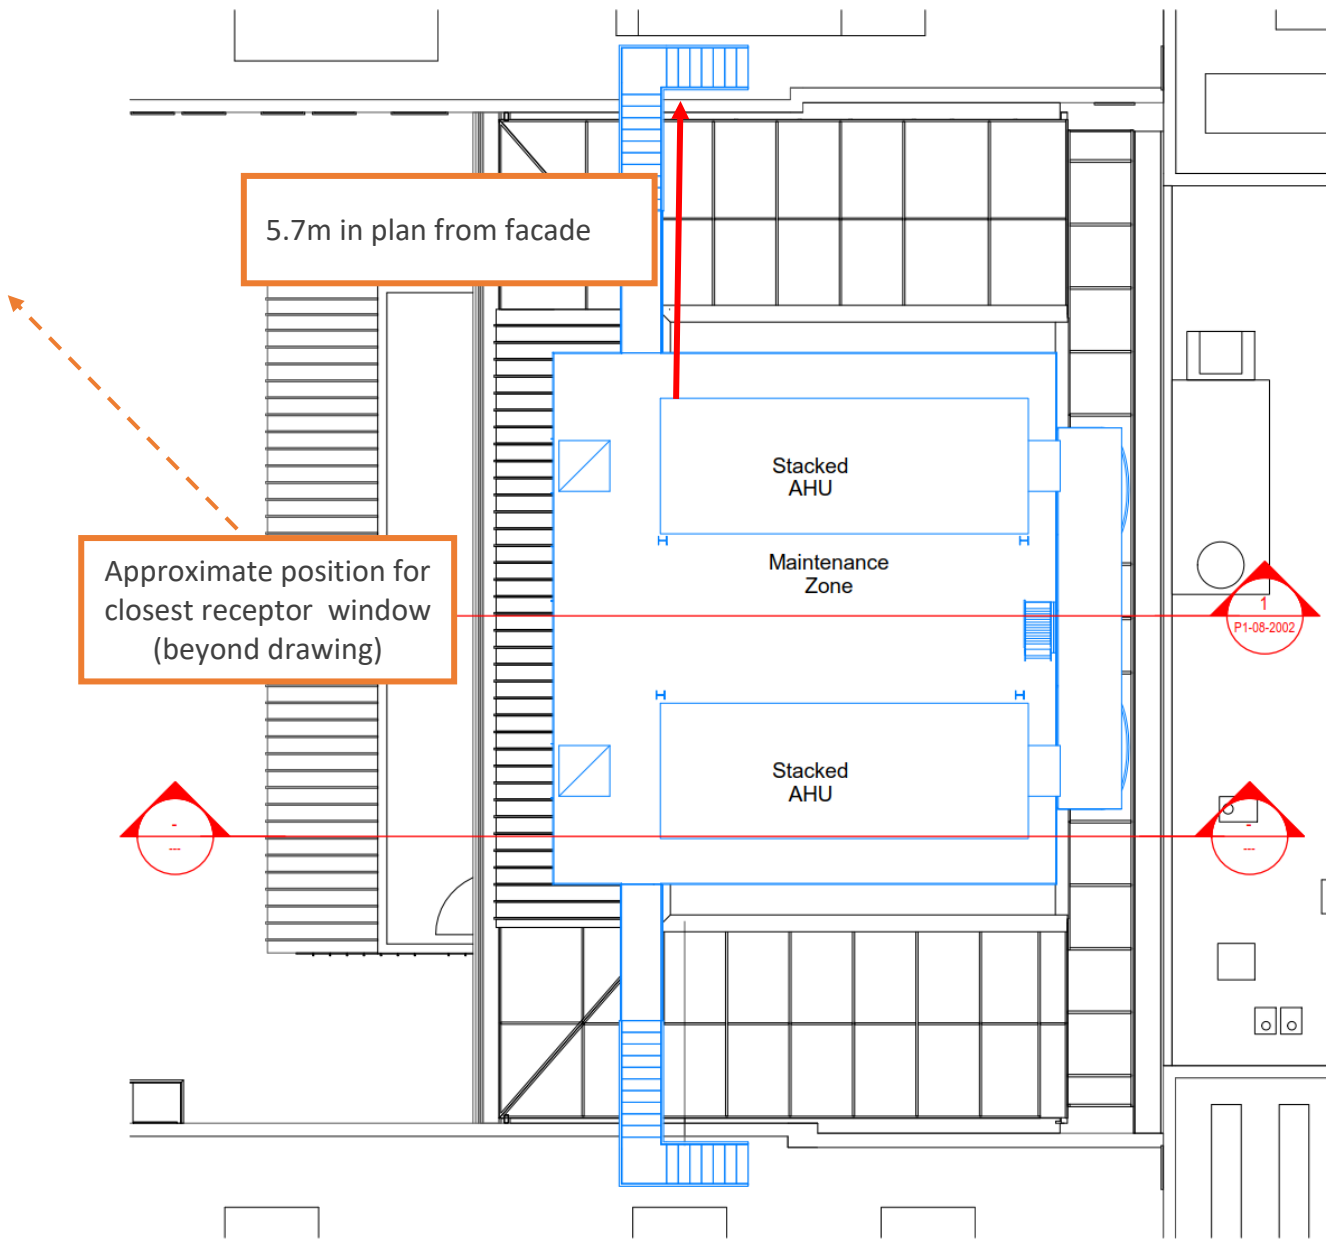 5.7m in plan from facade
Stacked
AHU
Approximate position for
closest receptor window
(beyond drawing)
Maintenance
Zone
1
P1-08-2002
Stacked
AHU
-
---
-
---